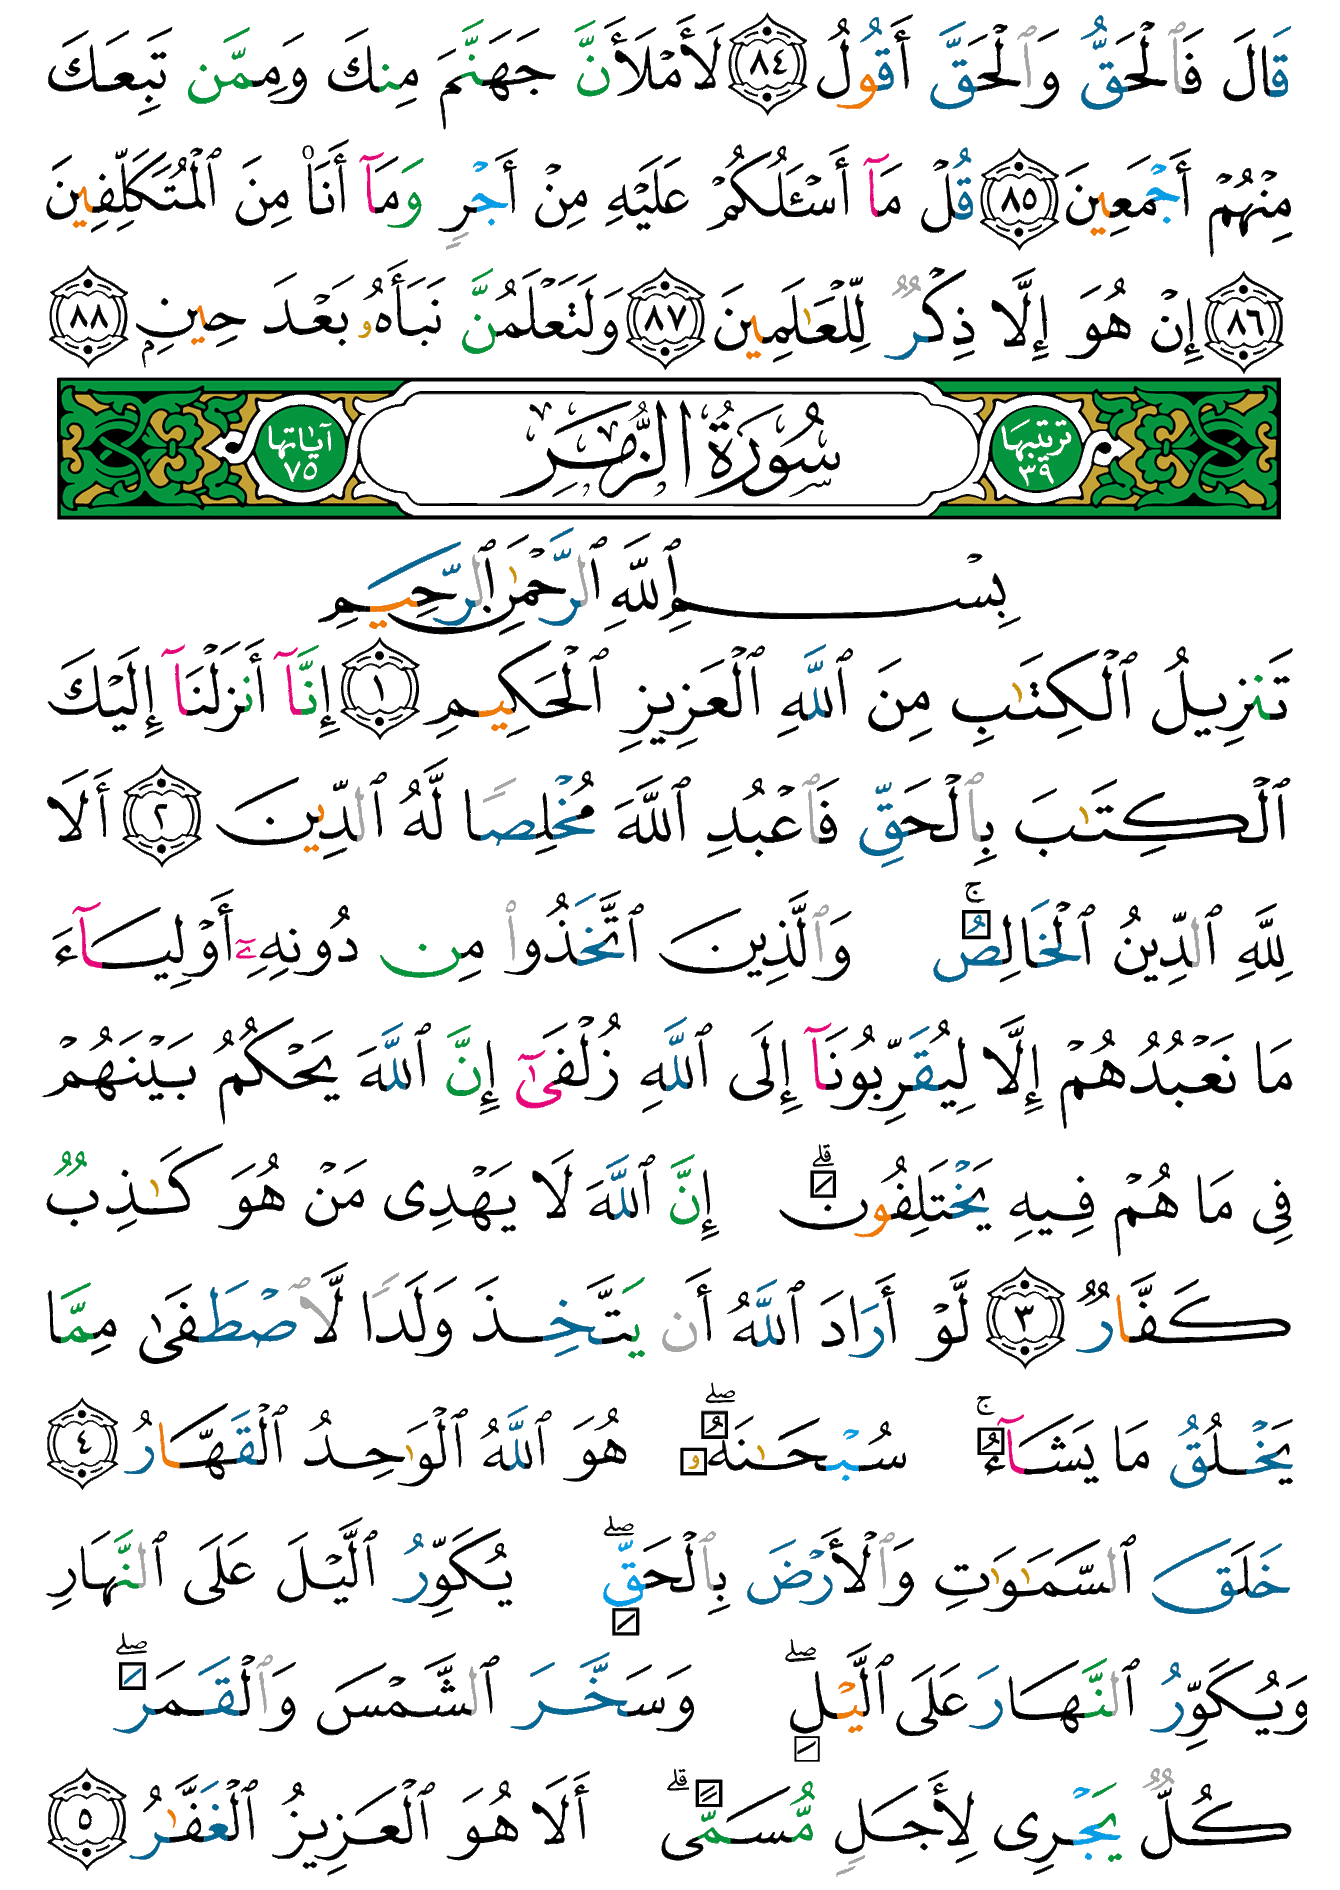 قَالَ فَٱلْحَقُّ وَٱلْحَقَّ أَقُولُ ٨٤ لَأَمْلَأَنَّ جَهَنَّمَ مِنكَ وَمِمَّن تَبِعَكَ
مِنْهُمْ أَجْمَعِينَ ٨٥ قُلْ مَآ أَسْـَٔلُكُمْ عَلَيْهِ مِنْ أَجْرٍ وَمَآ أَنَا۠ مِنَ ٱلْمُتَكَلِّفِينَ
٨٦ إِنْ هُوَ إِلَّا ذِكْرٌ لِّلْعَـٰلَمِينَ ٨٧ وَلَتَعْلَمُنَّ نَبَأَهُۥ بَعْدَ حِينِۭ ٨٨
ترتيبها ٣٩ سُورَةُ الزُّمَرِ آيَاتها ٧٥
بِسْمِ ٱللَّهِ ٱلرَّحْمَـٰنِ ٱلرَّحِيمِ
تَنزِيلُ ٱلْكِتَـٰبِ مِنَ ٱللَّهِ ٱلْعَزِيزِ ٱلْحَكِيمِ ١ إِنَّآ أَنزَلْنَآ إِلَيْكَ
ٱلْكِتَـٰبَ بِٱلْحَقِّ فَٱعْبُدِ ٱللَّهَ مُخْلِصًا لَّهُ ٱلدِّينَ ٢ أَلَا
لِلَّهِ ٱلدِّينُ ٱلْخَالِصُ ۚ وَٱلَّذِينَ ٱتَّخَذُوا۟ مِن دُونِهِۦٓ أَوْلِيَآءَ
مَا نَعْبُدُهُمْ إِلَّا لِيُقَرِّبُونَآ إِلَى ٱللَّهِ زُلْفَىٰٓ إِنَّ ٱللَّهَ يَحْكُمُ بَيْنَهُمْ
فِى مَا هُمْ فِيهِ يَخْتَلِفُونَ ۗ إِنَّ ٱللَّهَ لَا يَهْدِى مَنْ هُوَ كَـٰذِبٌ
كَفَّارٌ ٣ لَّوْ أَرَادَ ٱللَّهُ أَن يَتَّخِذَ وَلَدًا لَّٱصْطَفَىٰ مِمَّا
يَخْلُقُ مَا يَشَآءُ ۚ سُبْحَـٰنَهُۥ ۖ هُوَ ٱللَّهُ ٱلْوَٰحِدُ ٱلْقَهَّارُ ٤
خَلَقَ ٱلسَّمَـٰوَٰتِ وَٱلْأَرْضَ بِٱلْحَقِّ ۖ يُكَوِّرُ ٱلَّيْلَ عَلَى ٱلنَّهَارِ
وَيُكَوِّرُ ٱلنَّهَارَ عَلَى ٱلَّيْلِ ۖ وَسَخَّرَ ٱلشَّمْسَ وَٱلْقَمَرَ ۖ
كُلٌّ يَجْرِى لِأَجَلٍ مُّسَمًّى ۗ أَلَا هُوَ ٱلْعَزِيزُ ٱلْغَفَّـٰرُ ٥